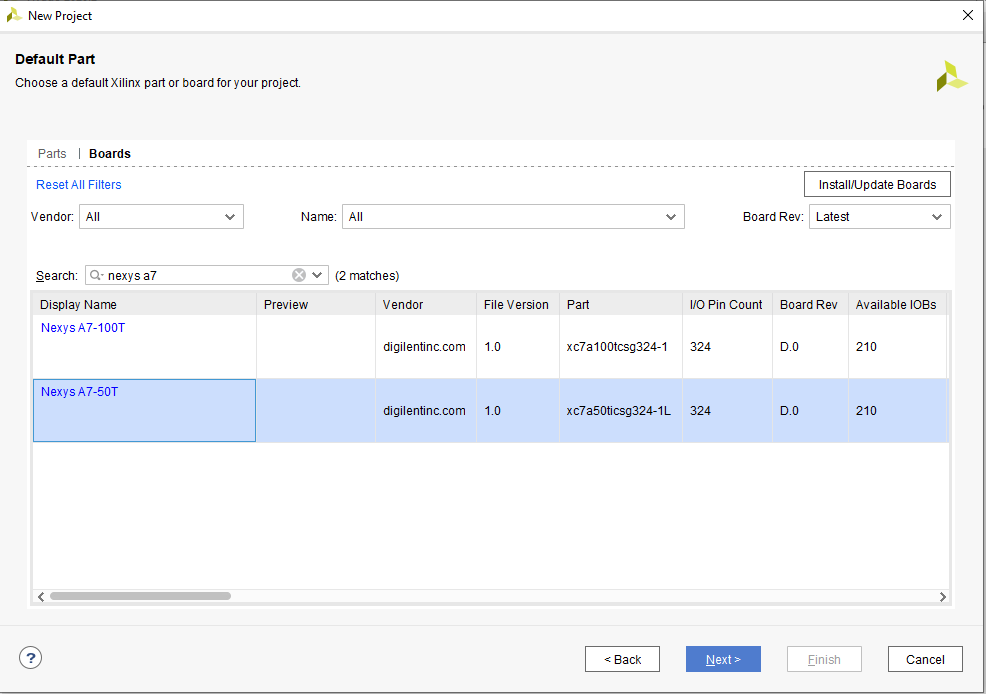 New Project
Default Part
Choose a default Xilinx part or board for your project.
Parts | Boards
Reset All Filters
Install/Update Boards
Vendor: All Name: All Board Rev: Latest
Search: nexys a7 (2 matches)
Display Name Preview Vendor File Version Part I/O Pin Count Board Rev Available IOBs
Nexys A7-100T
digilentinc.com 1.0 xc7a100tcsg324-1 324 D.0 210
Nexys A7-50T
digilentinc.com 1.0 xc7a50ticsg324-1L 324 D.0 210
? < Back Next > Finish Cancel